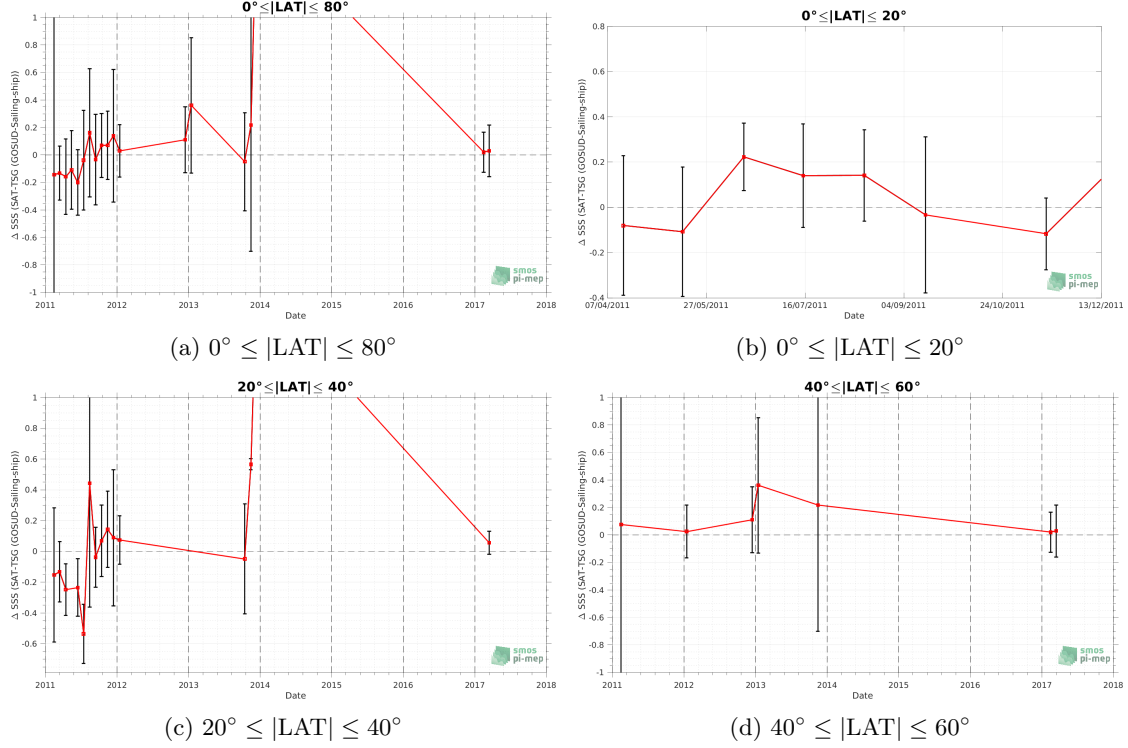 0°≤|LAT|≤ 80°
1
0.8
0.6
0.4
0.2
0
-0.2
-0.4
-0.6
-0.8
-1
Δ SSS (SAT-TSG (GOSUD-Sailing-ship))
2011 2012 2013 2014 2015 2016 2017 2018
Date
smos
pi-mep
(a) 0° ≤ |LAT| ≤ 80°
0°≤|LAT|≤ 20°
0.8
0.6
0.4
0.2
0
-0.2
-0.4
Δ SSS (SAT-TSG (GOSUD-Sailing-ship))
07/04/2011 27/05/2011 16/07/2011 04/09/2011 24/10/2011 13/12/2011
Date
smos
pi-mep
(b) 0° ≤ |LAT| ≤ 20°
20°≤|LAT|≤ 40°
1
0.8
0.6
0.4
0.2
0
-0.2
-0.4
-0.6
Δ SSS (SAT-TSG (GOSUD-Sailing-ship))
2011 2012 2013 2014 2015 2016 2017 2018
Date
smos
pi-mep
(c) 20° ≤ |LAT| ≤ 40°
40°≤|LAT|≤ 60°
1
0.8
0.6
0.4
0.2
0
-0.2
-0.4
-0.6
-0.8
-1
Δ SSS (SAT-TSG (GOSUD-Sailing-ship))
2011 2012 2013 2014 2015 2016 2017 2018
Date
smos
pi-mep
(d) 40° ≤ |LAT| ≤ 60°